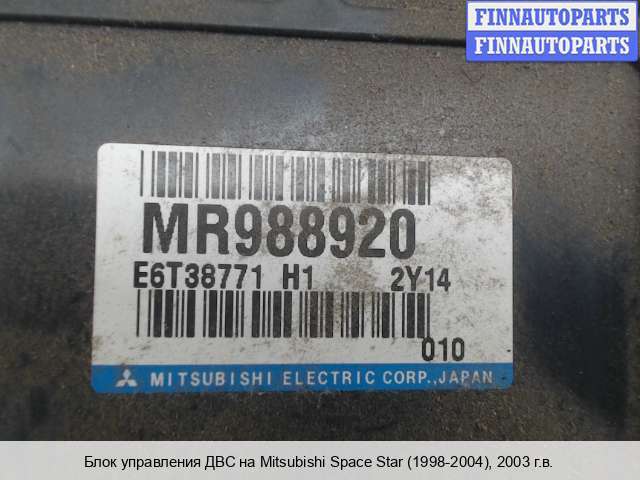 FINNAUTOPARTS
FINNAUTOPARTS
MR988920
E6T38771 H1 2Y14
010
MITSUBISHI ELECTRIC CORP., JAPAN
Блок управления ДВС на Mitsubishi Space Star (1998-2004), 2003 г.в.